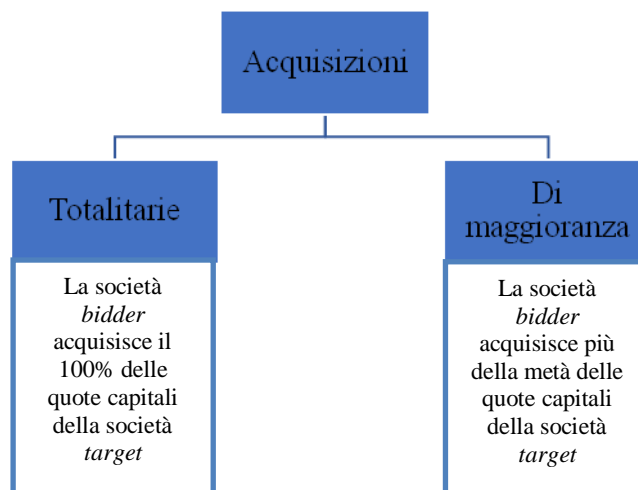 Acquisizioni
Totalitarie
La società
bidder
acquisisce il
100% delle
quote capitali
della società
target
Di
maggioranza
La società
bidder
acquisisce più
della metà delle
quote capitali
della società
target